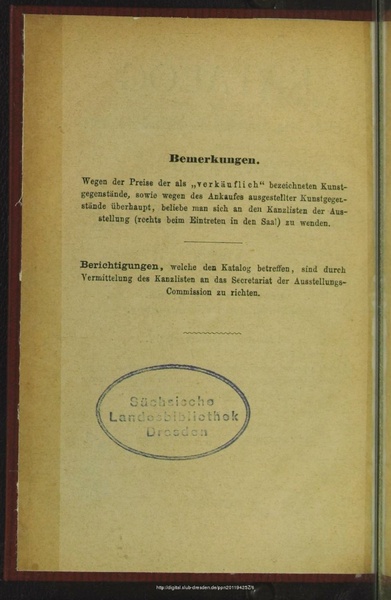 Bemerkungen.
Wegen der Preise der als „verkäuflich“ bezeichneten Kunst-
gegenstände, sowie wegen des Ankaufes ausgestellter Kunstgegen-
stände überhaupt, beliebe man sich an den Kanzlisten der Aus-
stellung (rechts beim Eintreten in den Saal) zu wenden.
Berichtigungen, welche den Katalog betreffen, sind durch
Vermittelung des Kanzlisten an das Secretariat der Ausstellungs-
Commission zu richten.
Sächsische
Landesbibliothek
Dresden
http://digital.slub-dresden.de/ppn20119425Z/5